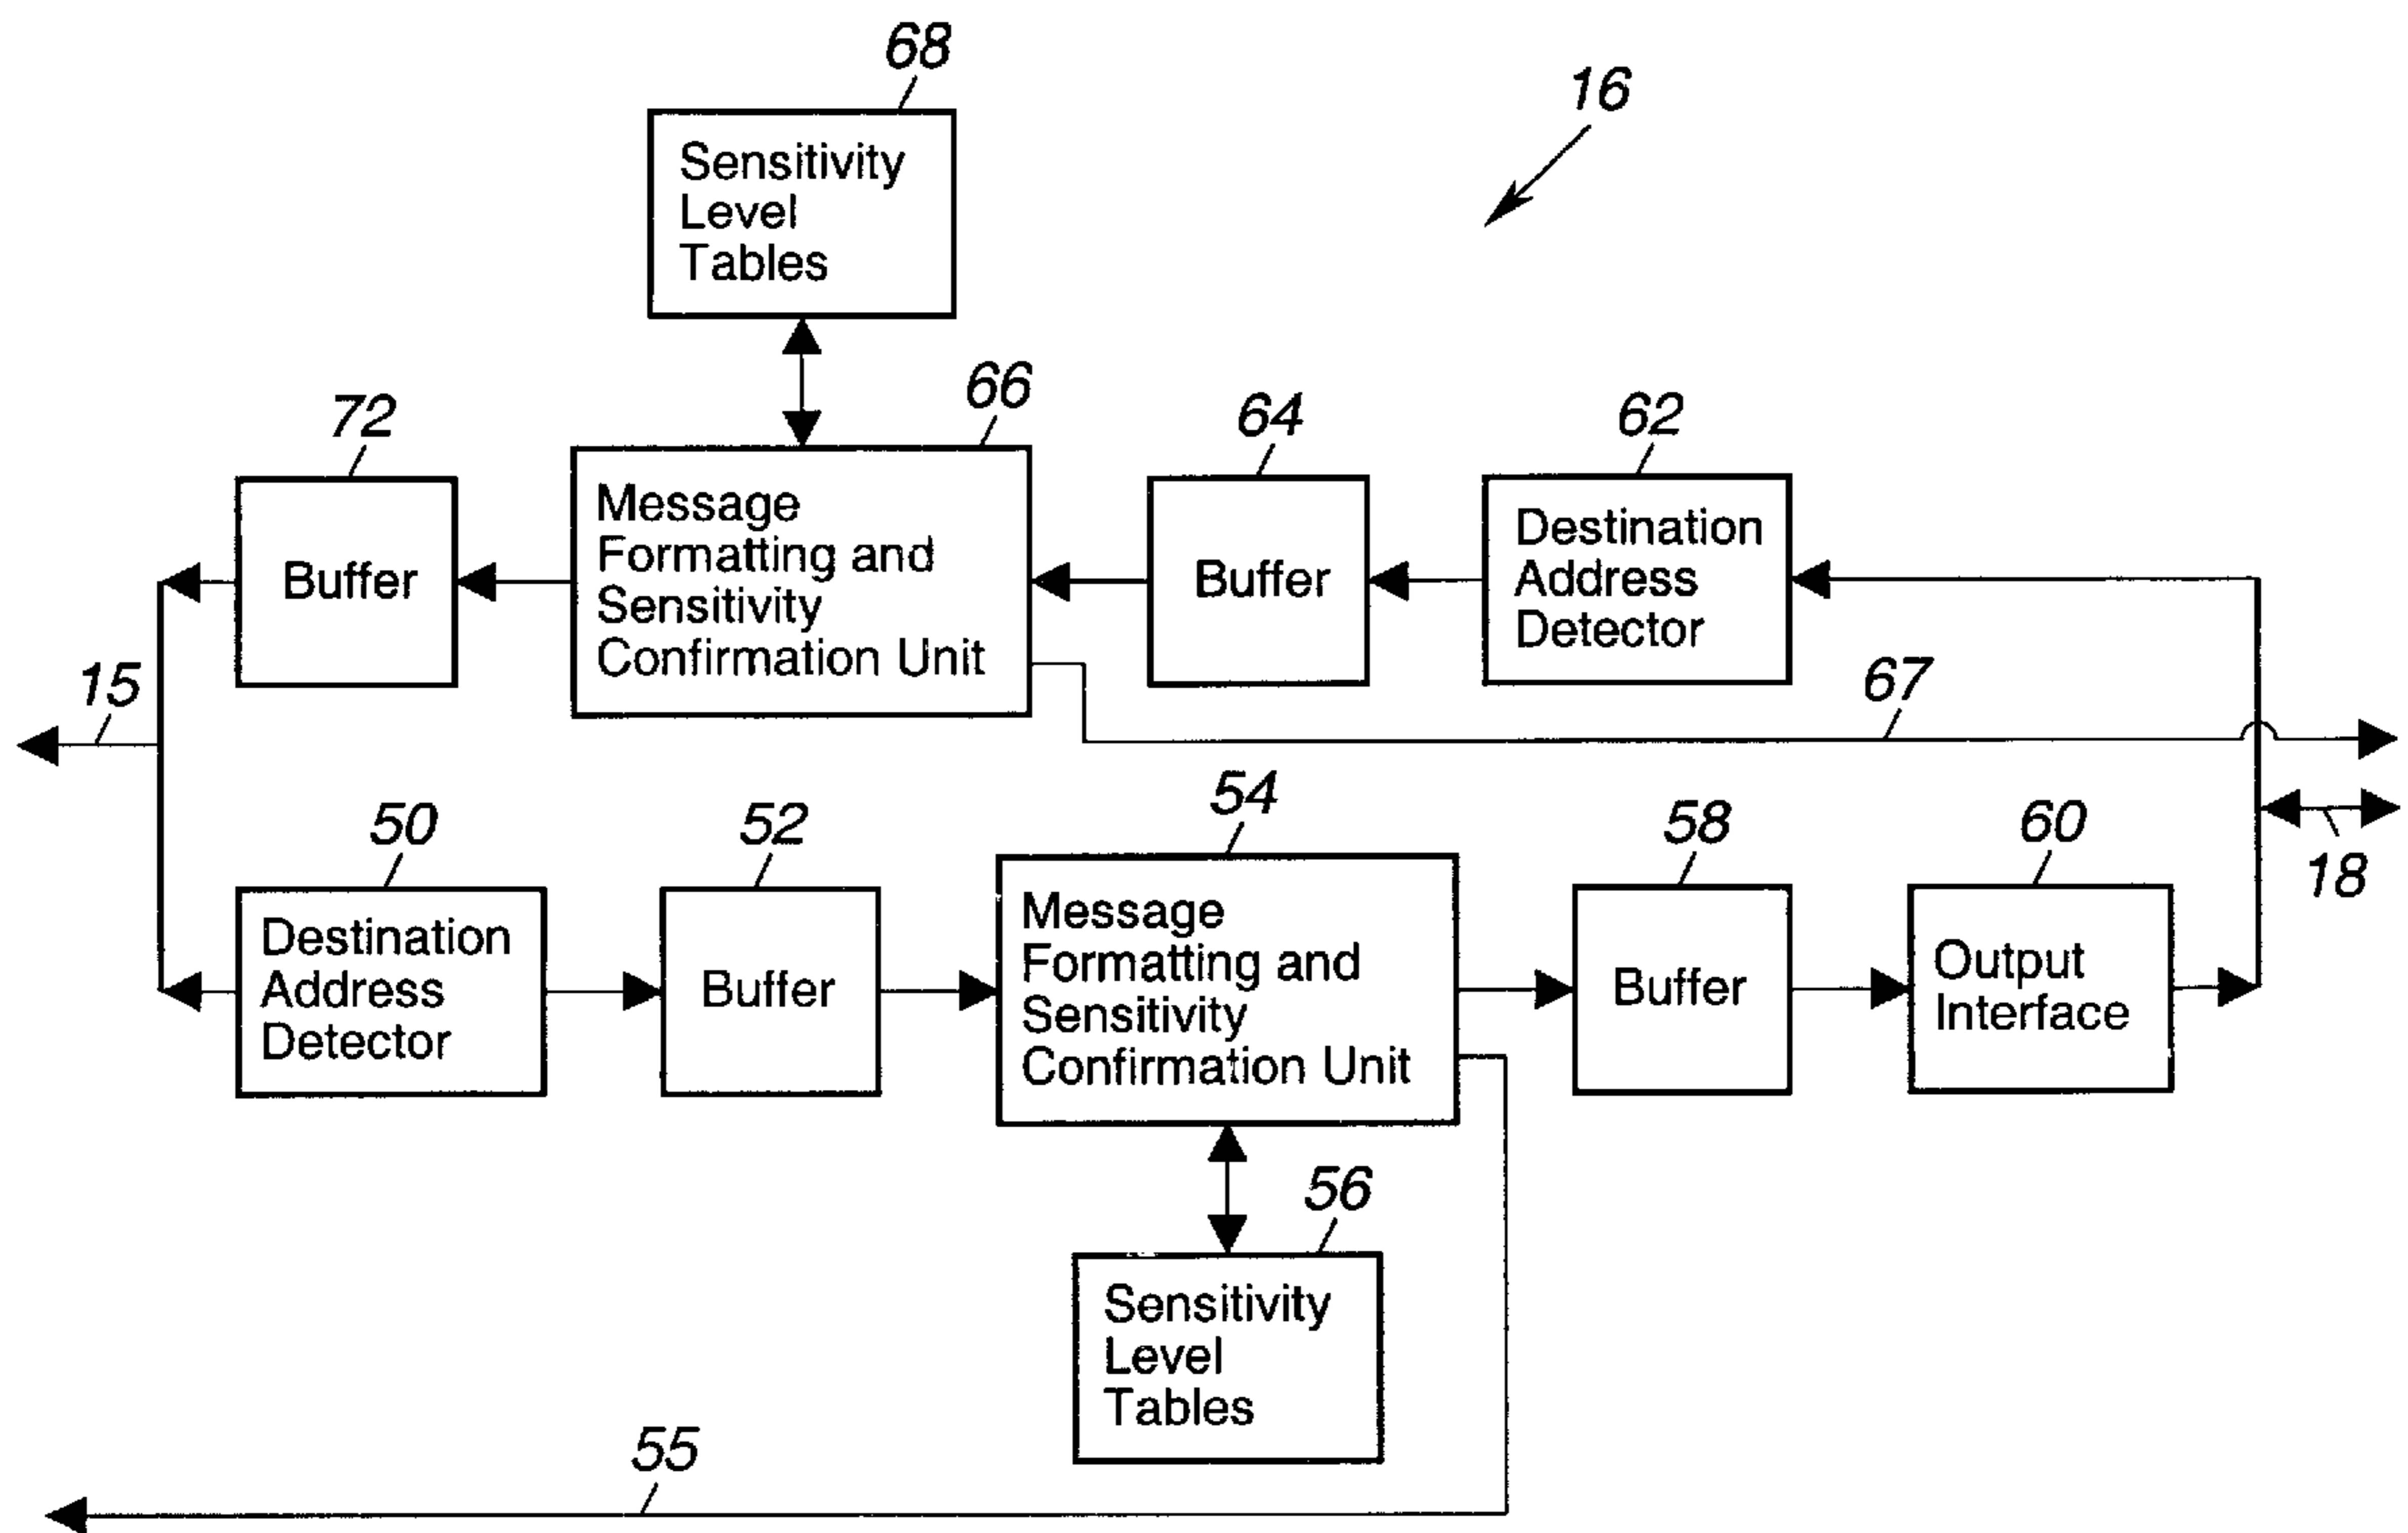 68
16
Sensitivity
Level
Tables
66
72
64
62
Message
Formatting and
Sensitivity
Confirmation Unit
Buffer
Buffer
Destination
Address
Detector
15
67
54
50
52
58
60
18
Destination
Address
Detector
Buffer
Message
Formatting and
Sensitivity
Confirmation Unit
Buffer
Output
Interface
56
Sensitivity
Level
Tables
55